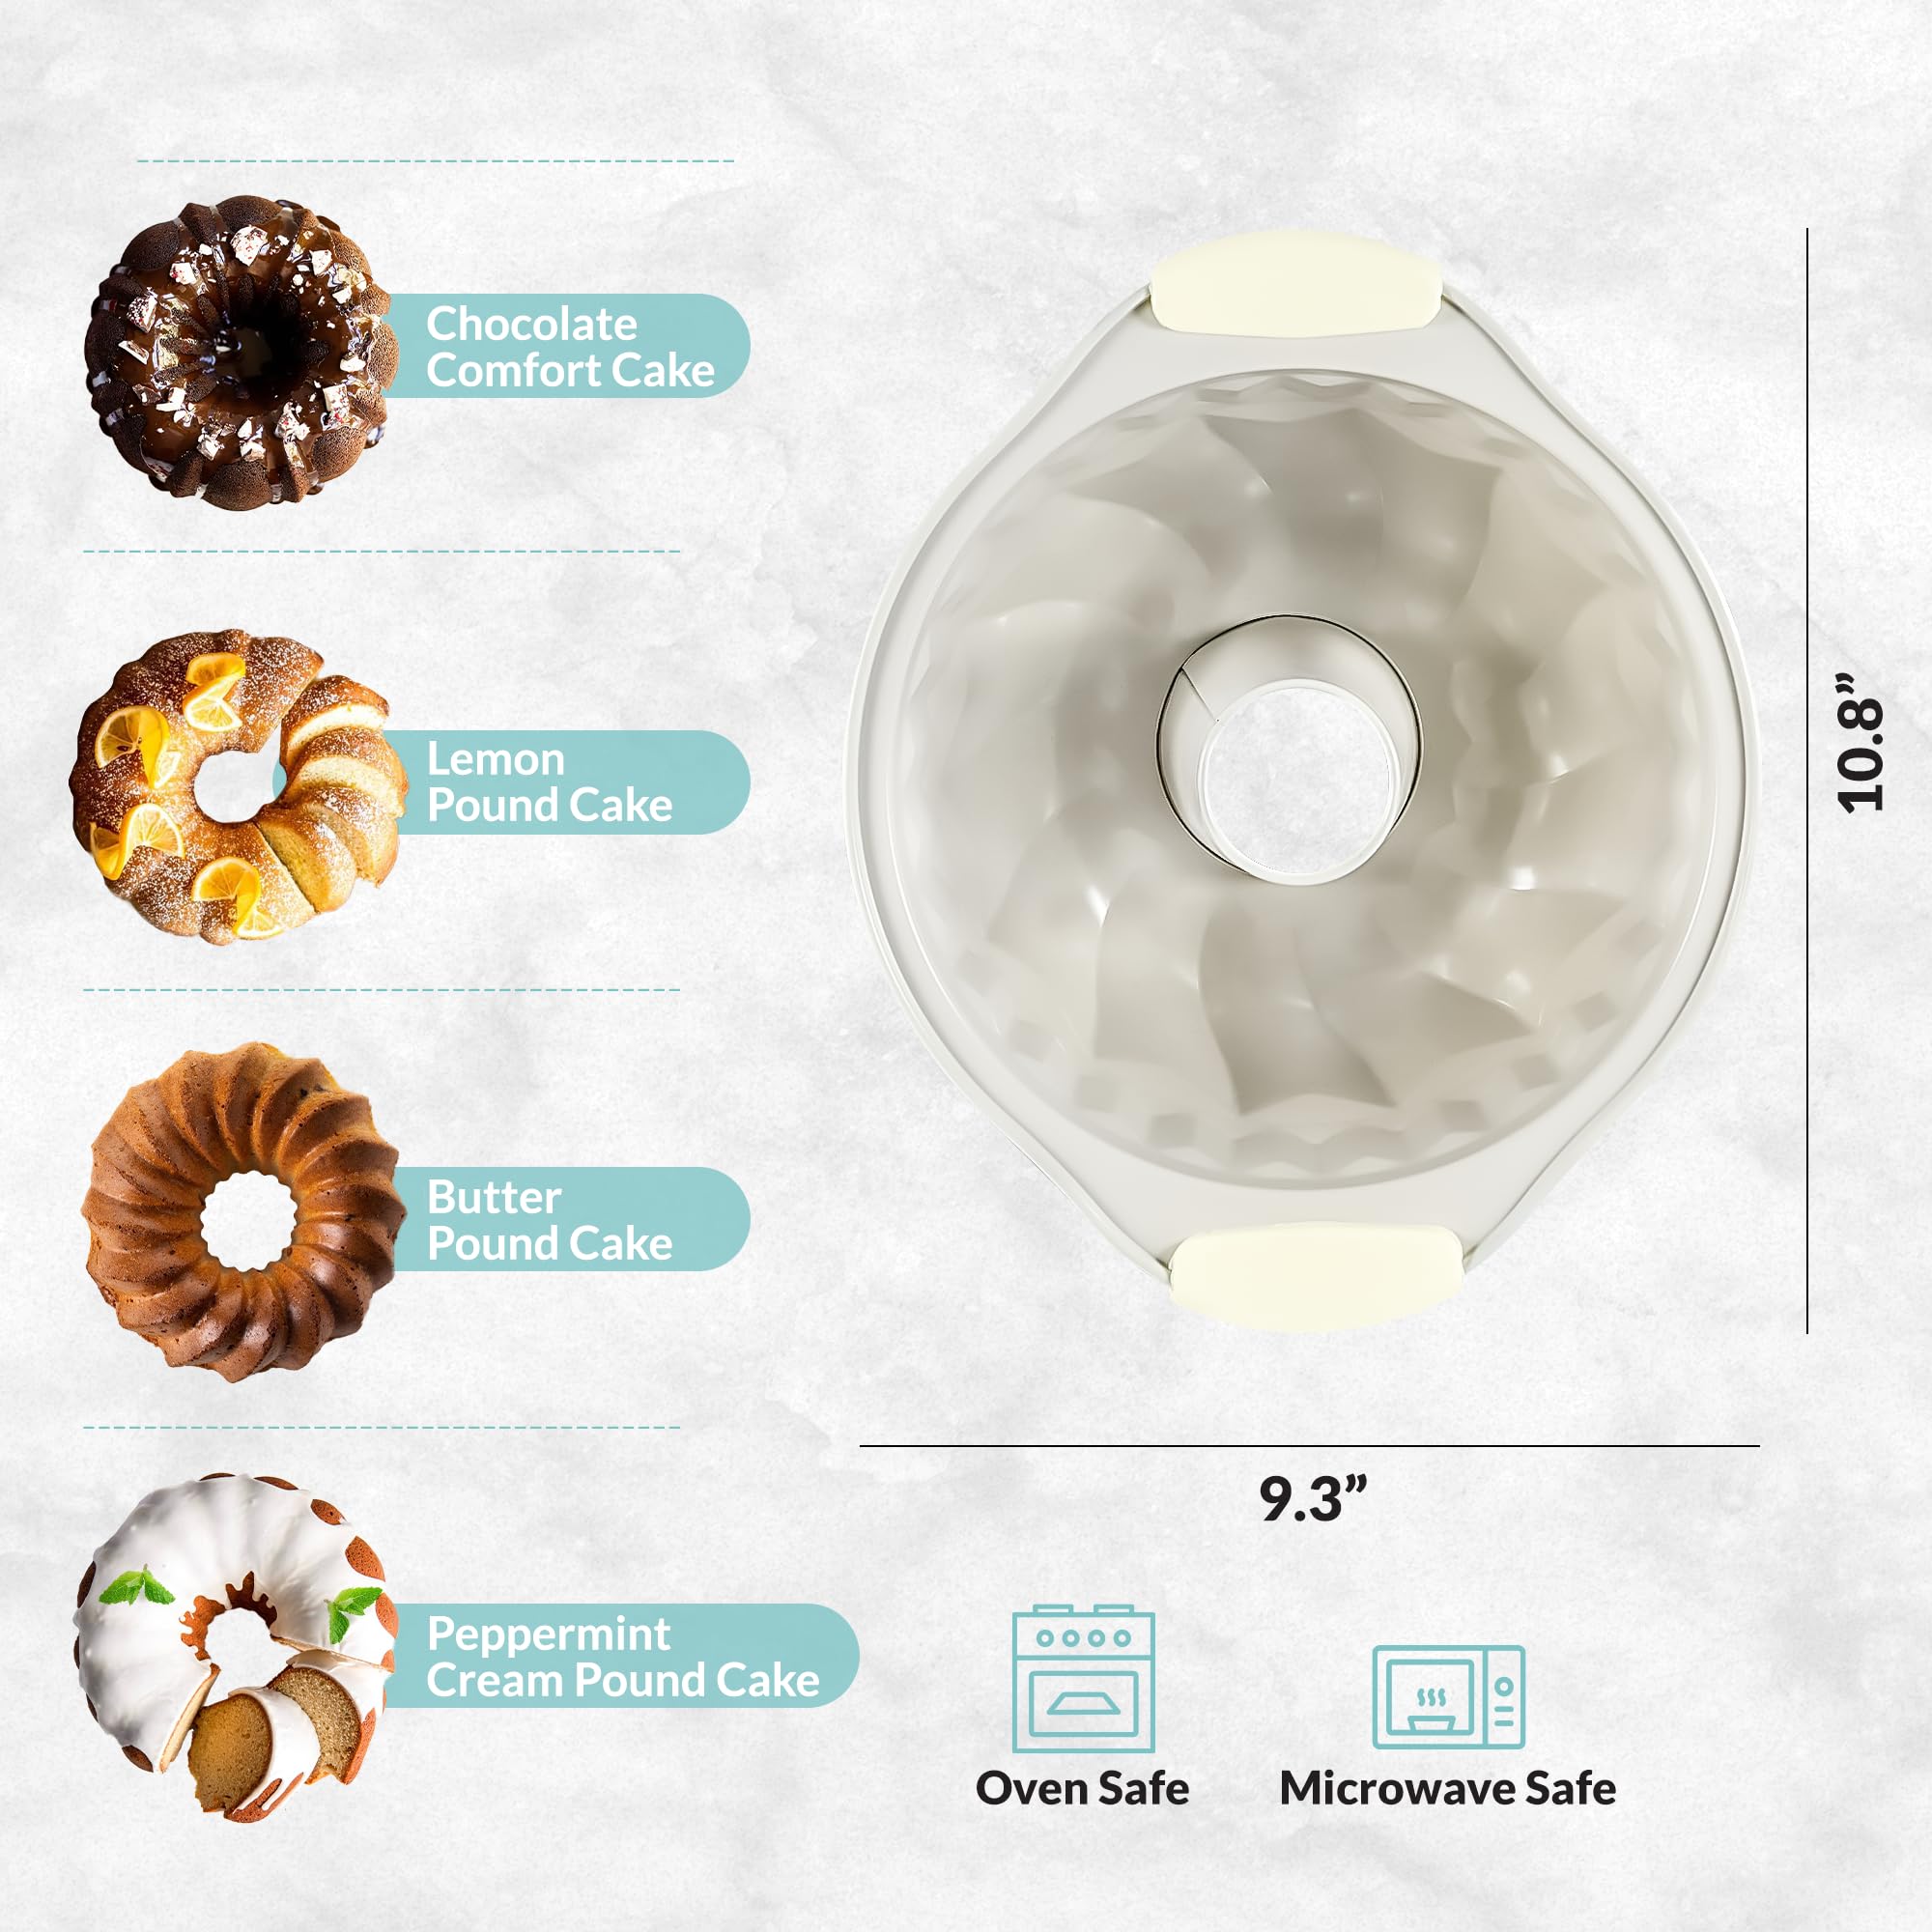 Chocolate
Comfort Cake
Lemon
Pound Cake
Butter
Pound Cake
Peppermint
Cream Pound Cake
10.8”
9.3”
Oven Safe
Microwave Safe